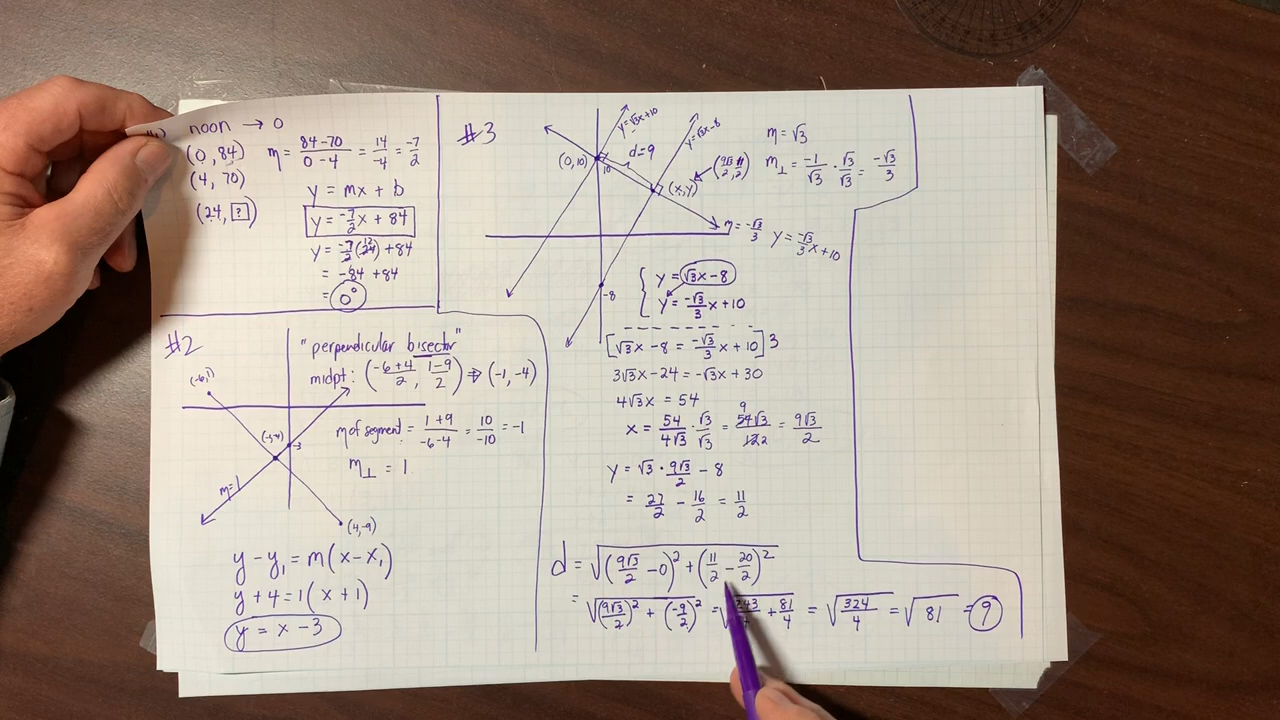 noon → 0
(0, 84) m = 84-70/0-4 = 14/-4 = -7/2
(4, 70)
y = mx + b
(24, ?)
y = -7/2x + 84
y = -7/2(24) + 84
12
= -84 + 84
= 0°
#2
"perpendicular bisector"
midpt: (-6+4/2, 1-9/2) ⇒ (-1, -4)
(-6,1)
m of segment = 1+9/-6-4 = 10/-10 = -1
(-1,-4)
-3
m⊥ = 1
m=1
(4,-9)
y - y₁ = m(x - x₁)
y + 4 = 1(x + 1)
y = x - 3
#3
y=√3x+10
y=√3x-8
(0,10)
d=9
10
(9√3/2, 11/2)
(x,y)
m = √3
m⊥ = -1/√3 · √3/√3 = -√3/3
m = -√3/3
y = -√3/3x + 10
-8
{ y = √3x - 8
y = -√3/3x + 10
[√3x - 8 = -√3/3x + 10]3
3√3x - 24 = -√3x + 30
4√3x = 54
x = 54/4√3 · √3/√3 = 54√3/12 = 9√3/2
9
2
y = √3 · 9√3/2 - 8
= 27/2 - 16/2 = 11/2
d = √((9√3/2 - 0)² + (11/2 - 20/2)²)
= √((9√3/2)² + (-9/2)²) = √(243/4 + 81/4) = √(324/4) = √81 = 9